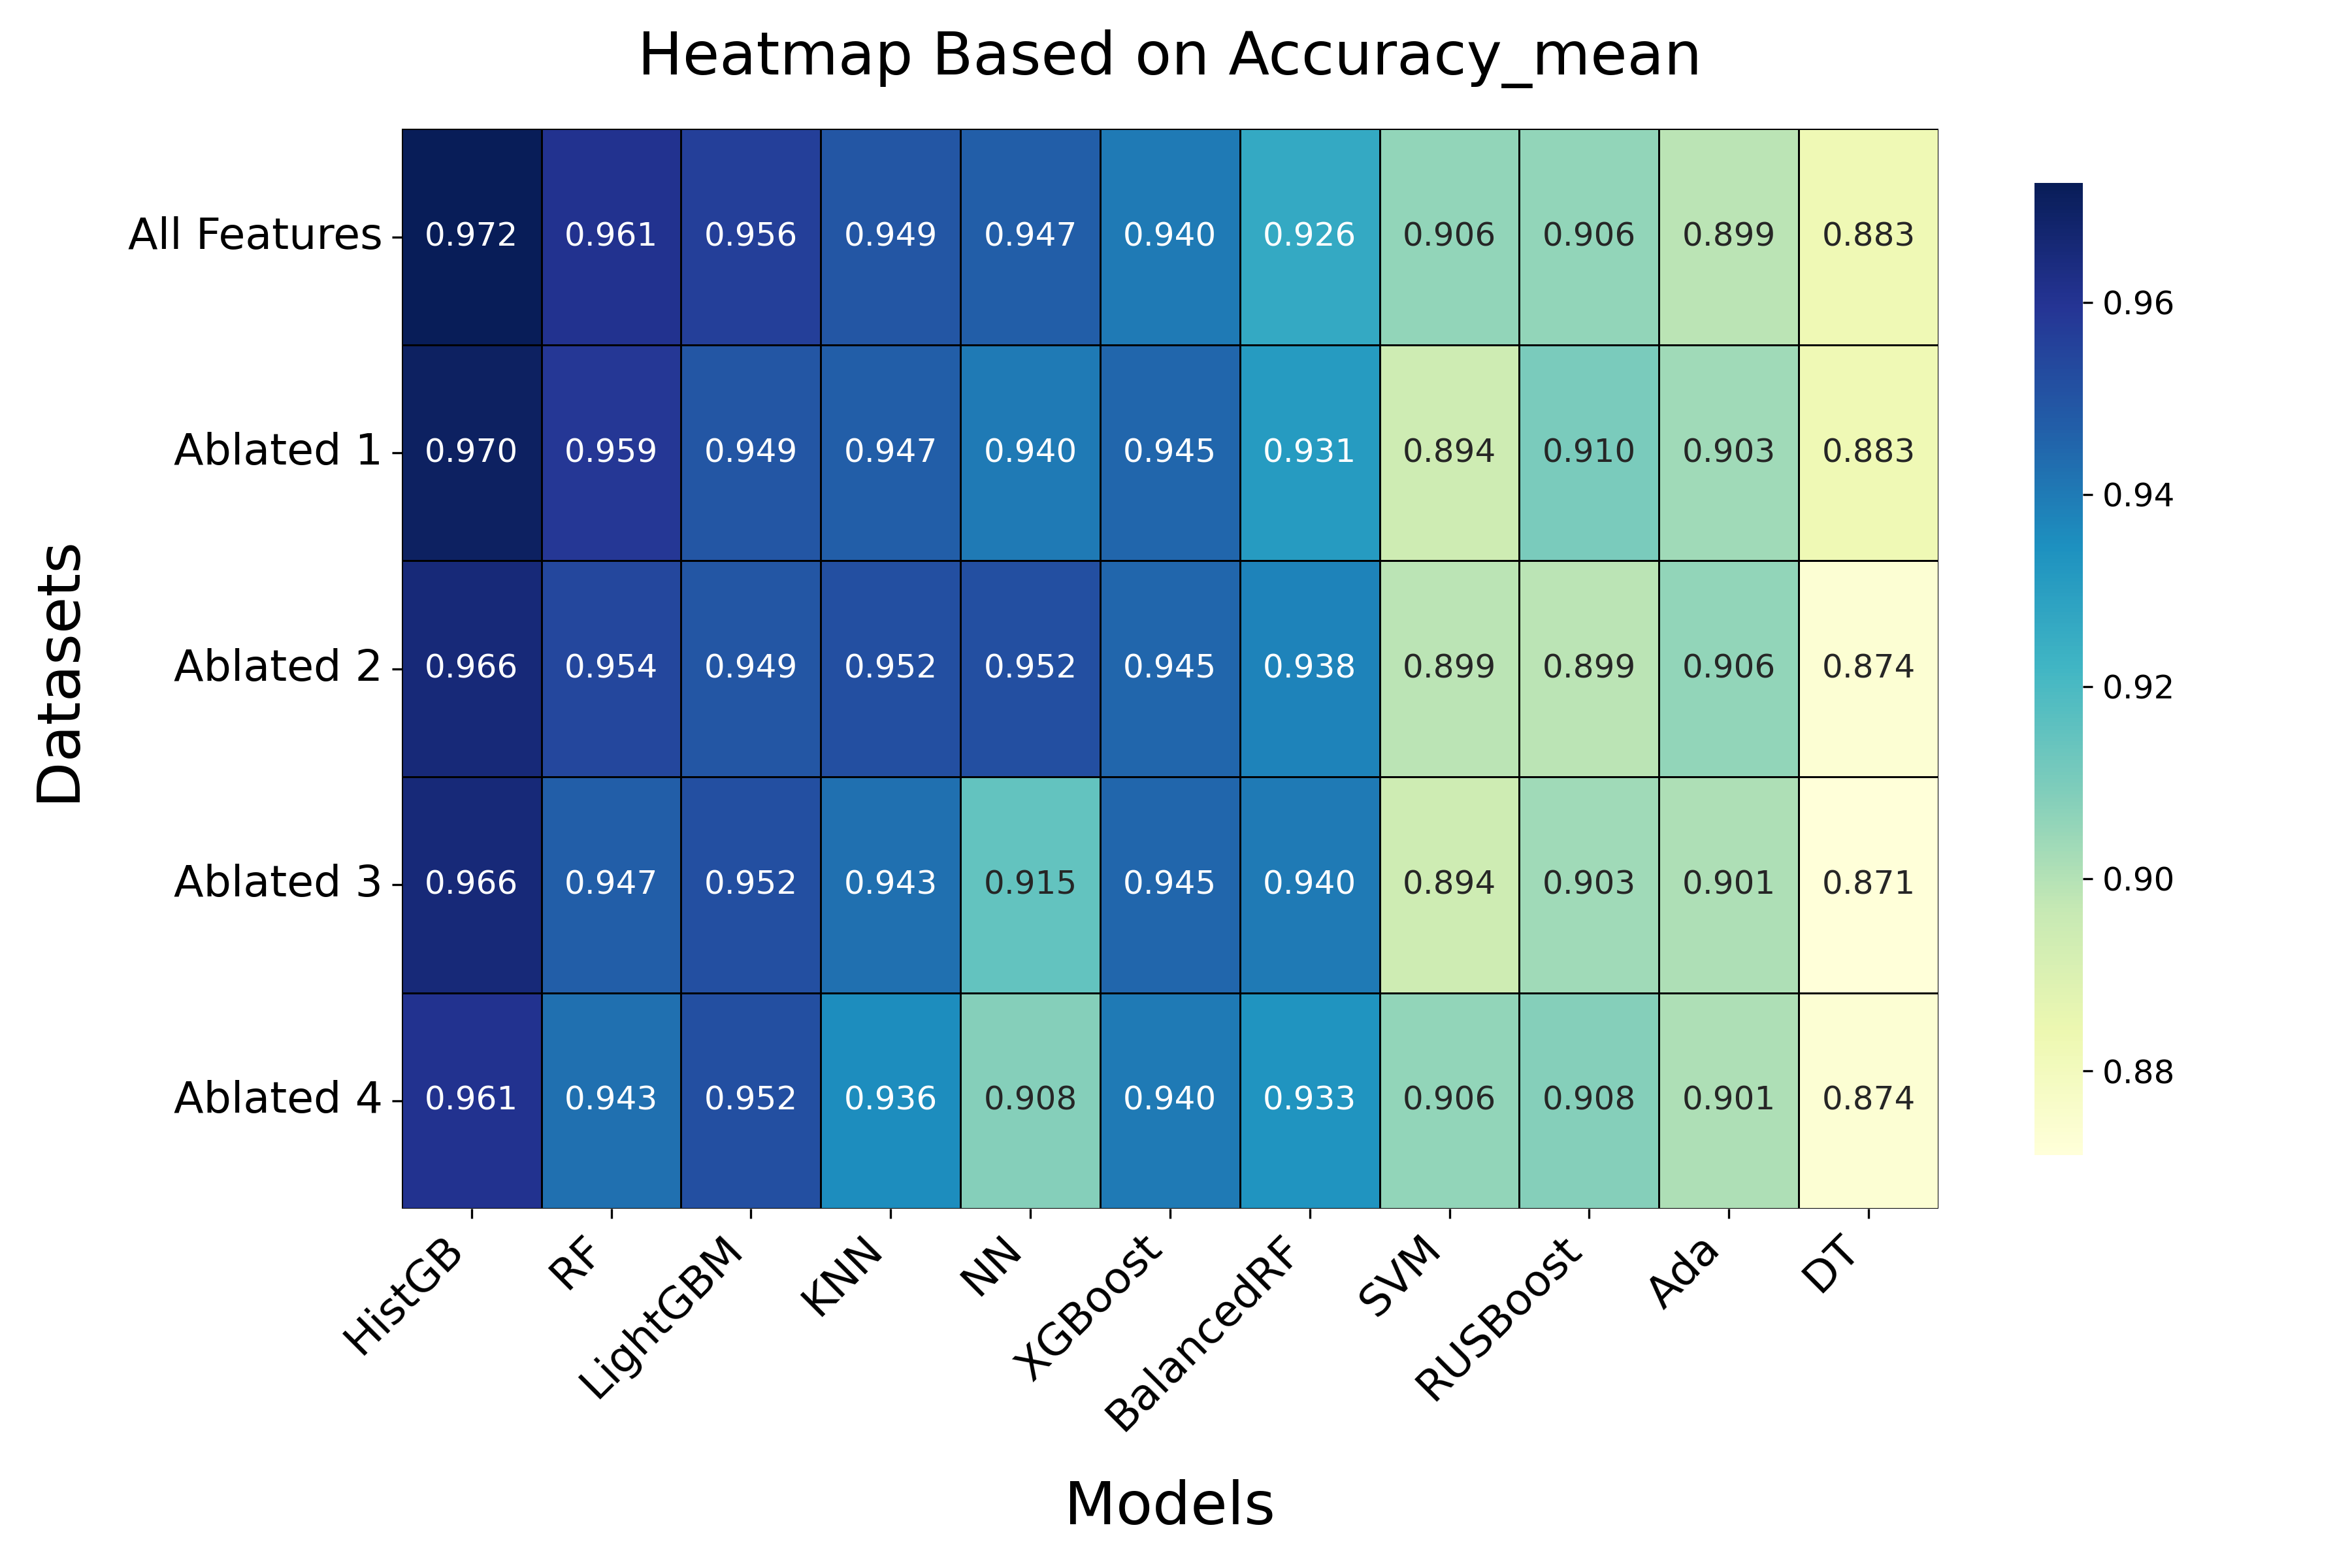 Heatmap Based on Accuracy_mean
Datasets
All Features 0.972 0.961 0.956 0.949 0.947 0.940 0.926 0.906 0.906 0.899 0.883
Ablated 1 0.970 0.959 0.949 0.947 0.940 0.945 0.931 0.894 0.910 0.903 0.883
Ablated 2 0.966 0.954 0.949 0.952 0.952 0.945 0.938 0.899 0.899 0.906 0.874
Ablated 3 0.966 0.947 0.952 0.943 0.915 0.945 0.940 0.894 0.903 0.901 0.871
Ablated 4 0.961 0.943 0.952 0.936 0.908 0.940 0.933 0.906 0.908 0.901 0.874
HistGB RF LightGBM KNN NN XGBoost BalancedRF SVM RUSBoost Ada DT
Models
0.96
0.94
0.92
0.90
0.88